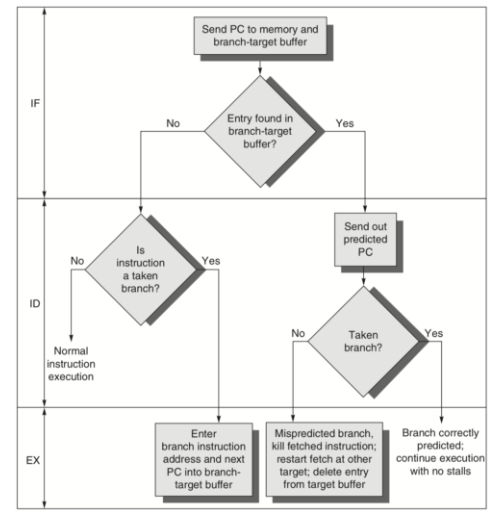 Send PC to memory and
branch-target buffer
IF
Entry found in
branch-target
buffer?
No
Yes
Send out
predicted
PC
Is
instruction
a taken
branch?
No
Yes
ID
Taken
branch?
No
Yes
Normal
instruction
execution
Enter
branch instruction
address and next
PC into branch-
target buffer
Mispredicted branch,
kill fetched instruction;
restart fetch at other
target; delete entry
from target buffer
Branch correctly
predicted;
continue execution
with no stalls
EX